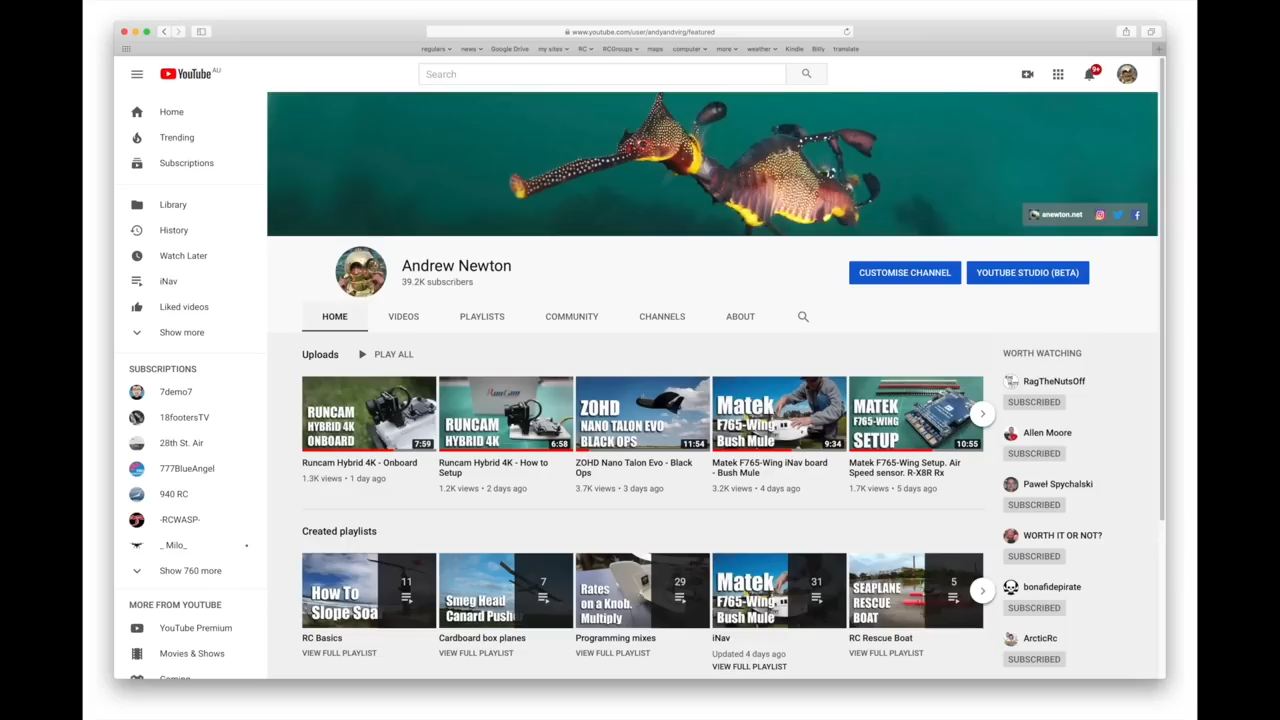 www.youtube.com/user/andyandvirg/featured
regulers news Google Drive my sites RC RCGroups maps computer more weather Kindle Billy translate
YouTube AU
Search
9+
Home
Trending
Subscriptions
Library
History
Watch Later
iNav
Liked videos
Show more
SUBSCRIPTIONS
7demo7
18footersTV
28th St. Air
777BlueAngel
940 RC
-RCWASP-
_ Milo_
Show 760 more
MORE FROM YOUTUBE
YouTube Premium
Movies & Shows
anewton.net
Andrew Newton
39.2K subscribers
CUSTOMISE CHANNEL
YOUTUBE STUDIO (BETA)
HOME VIDEOS PLAYLISTS COMMUNITY CHANNELS ABOUT
Uploads PLAY ALL
RUNCAM
HYBRID 4K
ONBOARD
7:59
Runcam Hybrid 4K - Onboard
1.3K views • 1 day ago
RunCam
RUNCAM
HYBRID 4K
6:58
Runcam Hybrid 4K - How to
Setup
1.2K views • 2 days ago
ZOHD
NANO TALON EVO
BLACK OPS
11:54
ZOHD Nano Talon Evo - Black
Ops
3.7K views • 3 days ago
Matek
F765-Wing
Bush Mule
9:34
Matek F765-Wing iNav board
- Bush Mule
3.2K views • 4 days ago
MATEK
F765-WING
SETUP
10:55
Matek F765-Wing Setup. Air
Speed sensor. R-X8R Rx
1.7K views • 5 days ago
Created playlists
How To
Slope Soa
11
RC Basics
VIEW FULL PLAYLIST
Smeg Head
Canard Pushe
7
Cardboard box planes
VIEW FULL PLAYLIST
Rates
on a Knob.
Multiply
29
Programming mixes
VIEW FULL PLAYLIST
Matek
F765-Wing
Bush Mule
31
iNav
Updated 4 days ago
VIEW FULL PLAYLIST
SEAPLANE
RESCUE
BOAT
5
RC Rescue Boat
VIEW FULL PLAYLIST
WORTH WATCHING
RagTheNutsOff
SUBSCRIBED
Allen Moore
SUBSCRIBED
Paweł Spychalski
SUBSCRIBED
WORTH IT OR NOT?
SUBSCRIBED
bonafidepirate
SUBSCRIBED
ArcticRc
SUBSCRIBED